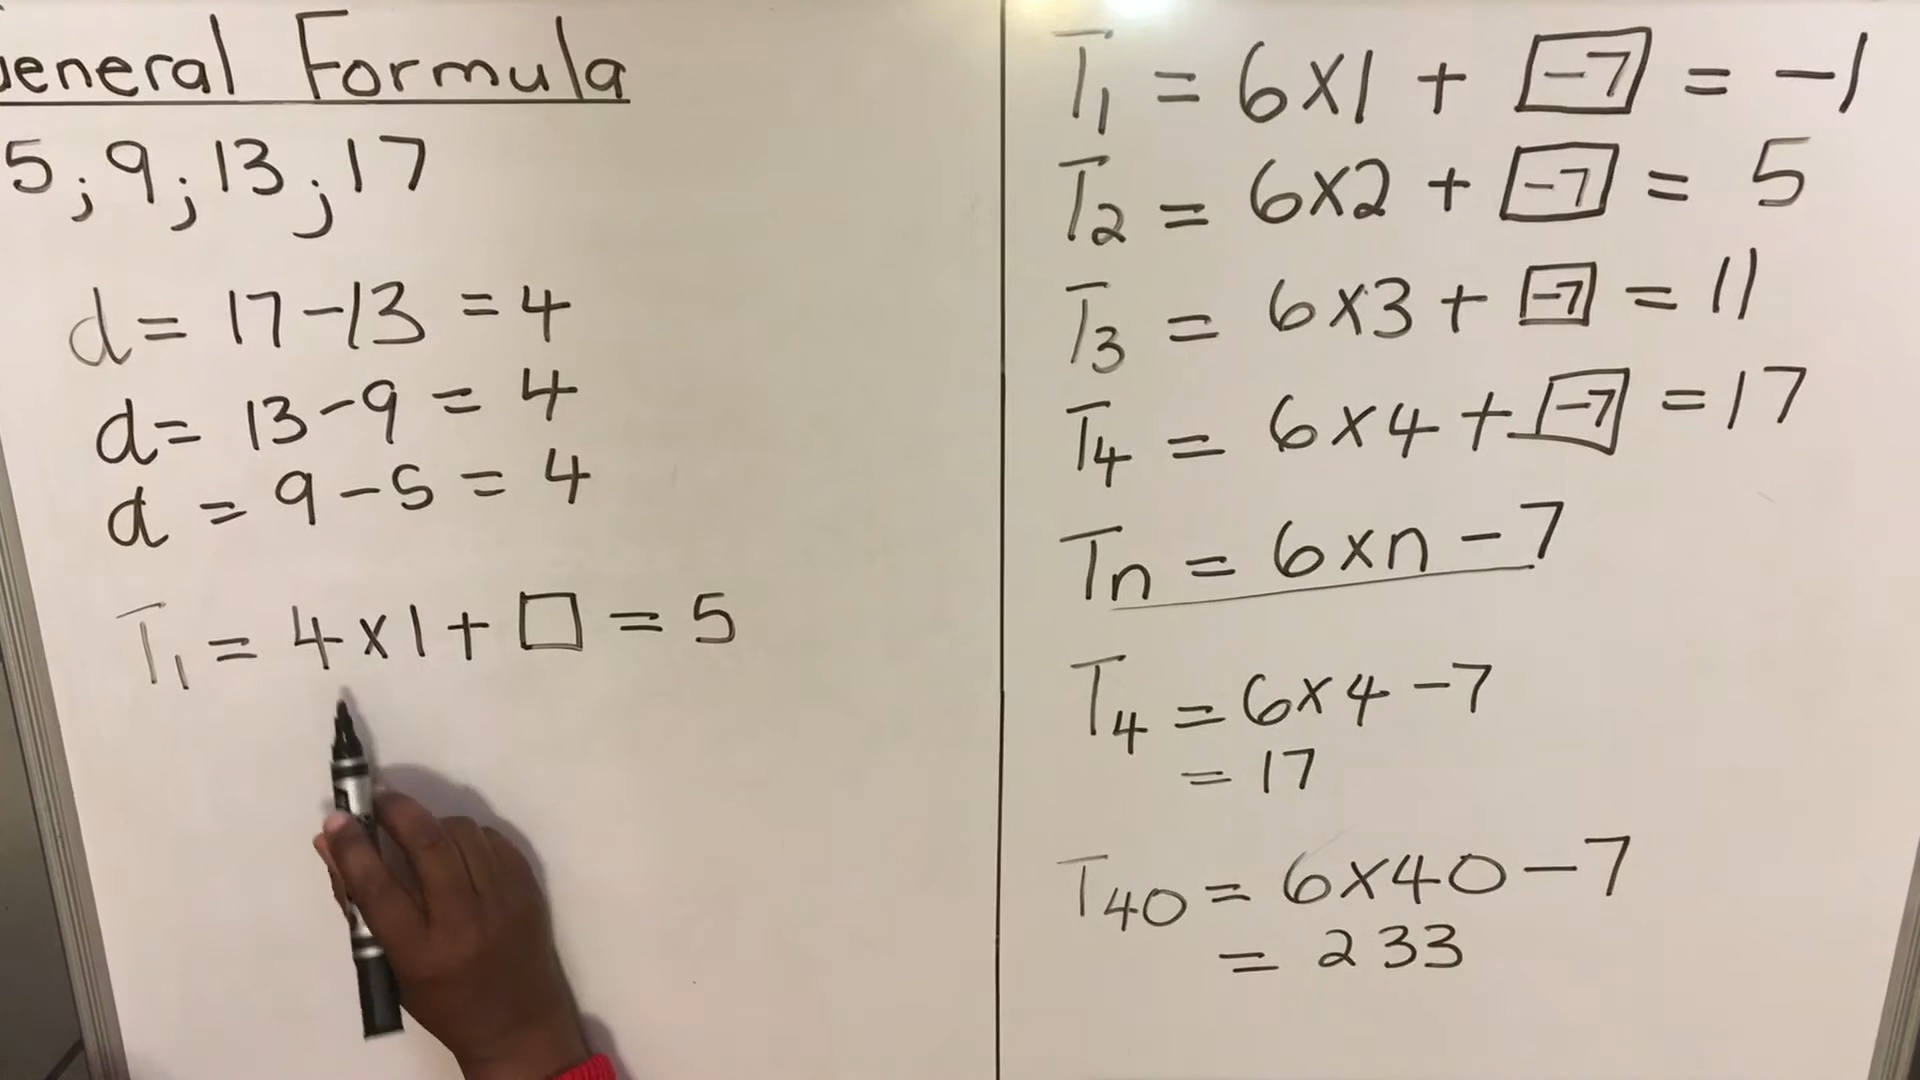 General Formula
5; 9; 13; 17
d = 17 - 13 = 4
d = 13 - 9 = 4
d = 9 - 5 = 4
T₁ = 4 x 1 + □ = 5
T₁ = 6 x 1 + [-7] = -1
T₂ = 6 x 2 + [-7] = 5
T₃ = 6 x 3 + [-7] = 11
T₄ = 6 x 4 + [-7] = 17
Tn = 6 x n - 7
T₄ = 6 x 4 - 7
= 17
T₄₀ = 6 x 40 - 7
= 233